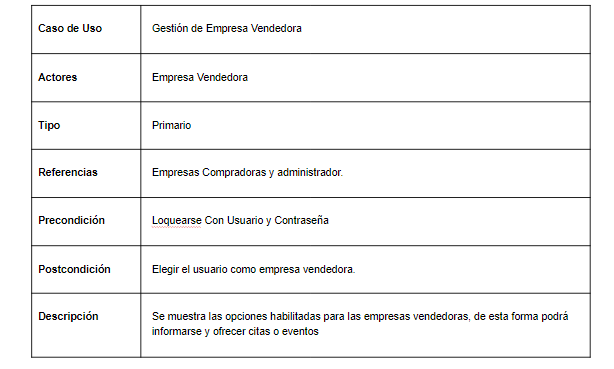 Caso de Uso Gestión de Empresa Vendedora
Actores Empresa Vendedora
Tipo Primario
Referencias Empresas Compradoras y administrador.
Precondición Loquearse Con Usuario y Contraseña
Postcondición Elegir el usuario como empresa vendedora.
Descripción Se muestra las opciones habilitadas para las empresas vendedoras, de esta forma podrá
informarse y ofrecer citas o eventos